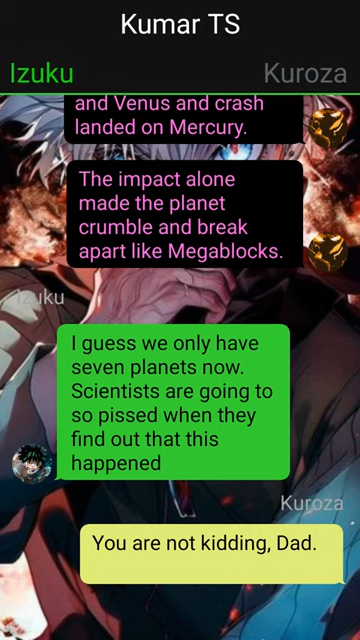 Kumar TS
Izuku
Kuroza
and Venus and crash
landed on Mercury.
The impact alone
made the planet
crumble and break
apart like Megablocks.
Izuku
I guess we only have
seven planets now.
Scientists are going to
so pissed when they
find out that this
happened
Kuroza
You are not kidding, Dad.